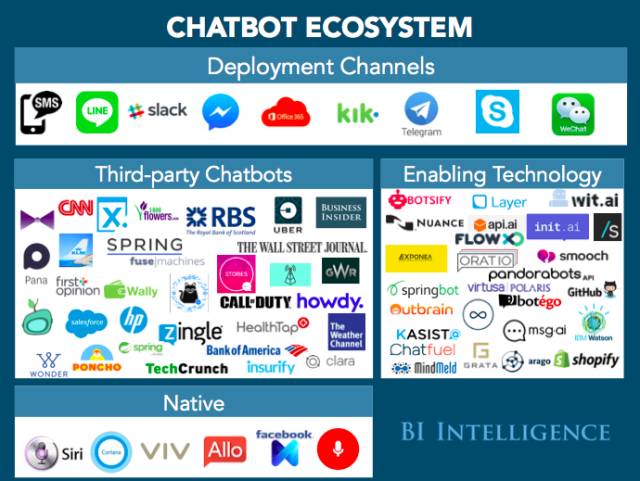 CHATBOT ECOSYSTEM
Deployment Channels
SMS
LINE
slack
Office 365
kik
Telegram
S
WeChat
Third-party Chatbots
CNN
X.
1-800
flowers.com
RBS
The Royal Bank of Scotland
UBER
BUSINESS
INSIDER
KLM
SPRING
fuse|machines
THE WALL STREET JOURNAL.
Pana
first+
opinion
Wally
STORIES
GWR
CALL OF DUTY
howdy.
salesforce
hp
Zingle
HealthTap
The
Weather
Channel
WONDER
PONCHO
spring
Bank of America
TechCrunch
insurify
clara
Enabling Technology
BOTSIFY
Layer
wit.ai
NUANCE
api.ai
init.ai
/s
FLOW XO
EXPONEA
ORATIO
smooch
pandorabots API
springbot
virtusa POLARIS
GitHub
Outbrain
botégo
KASISTO
msg.ai
IBM Watson
Chatfuel
MindMeld
GRATA
arago
shopify
Native
Siri
Cortana
VIV
Allo
facebook
M
BI INTELLIGENCE